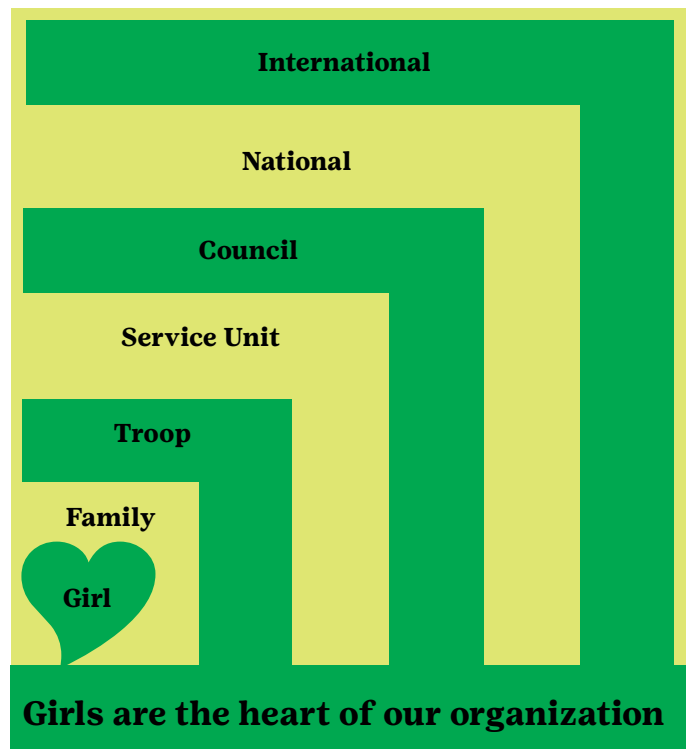 International
National
Council
Service Unit
Troop
Family
Girl
Girls are the heart of our organization